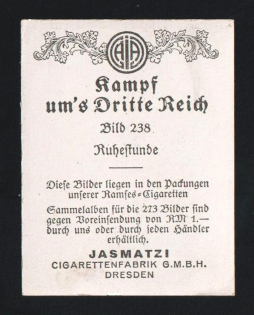 AJA
Kampf
um's Dritte Reich
Bild 238
Ruhestunde
Diese Bilder liegen in den Packungen
unserer Ramses-Cigaretten
Sammelalben für die 273 Bilder sind
gegen Voreinsendung von RM 1.—
durch uns oder durch jeden Händler
erhältlich.
JASMATZI
CIGARETTENFABRIK G.M.B.H.
DRESDEN